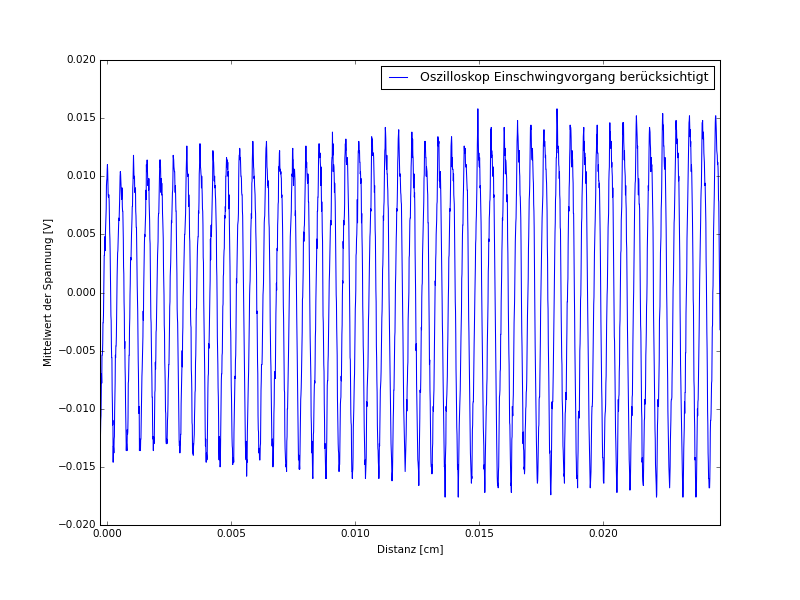 0.020
Oszilloskop Einschwingvorgang berücksichtigt
0.015
0.010
0.005
0.000
−0.005
−0.010
−0.015
−0.020
Mittelwert der Spannung [V]
0.000 0.005 0.010 0.015 0.020
Distanz [cm]